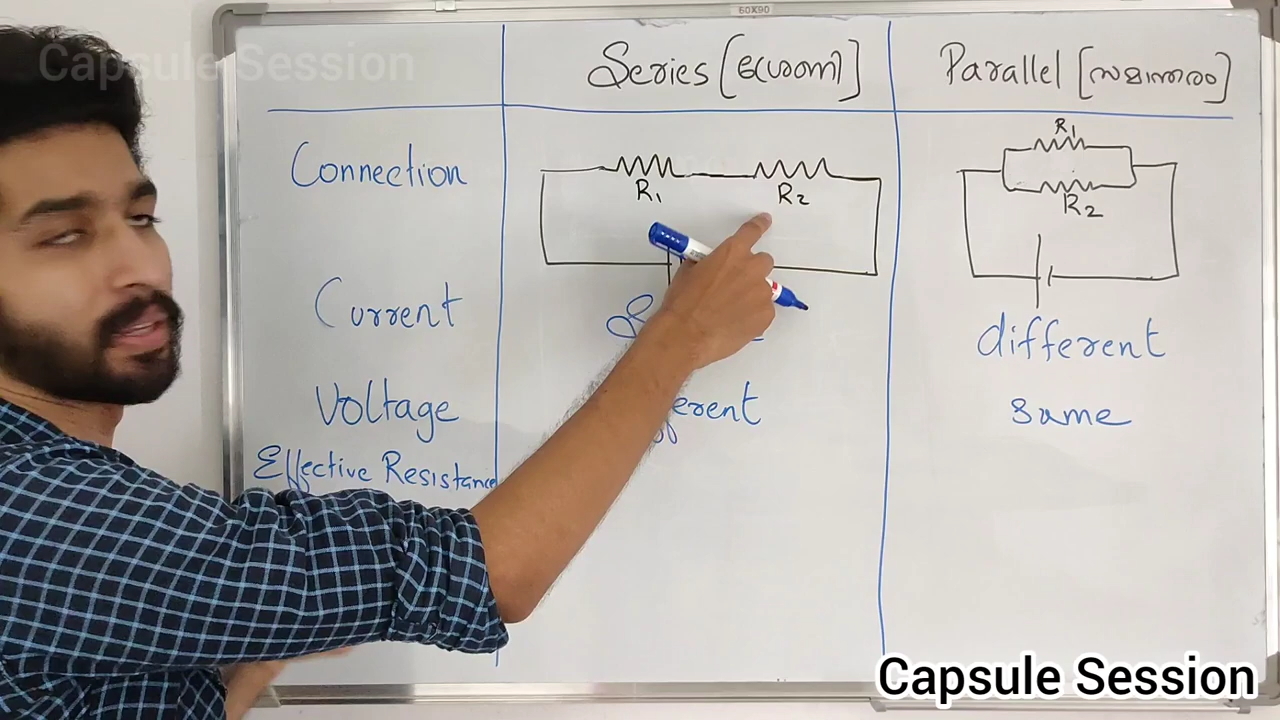 Capsule Session
60X90
Series [ശ്രേണി] Parallel [സമാന്തരം]
Connection
R1 R2
R1
R2
Current different
Voltage same
Effective Resistance
Capsule Session